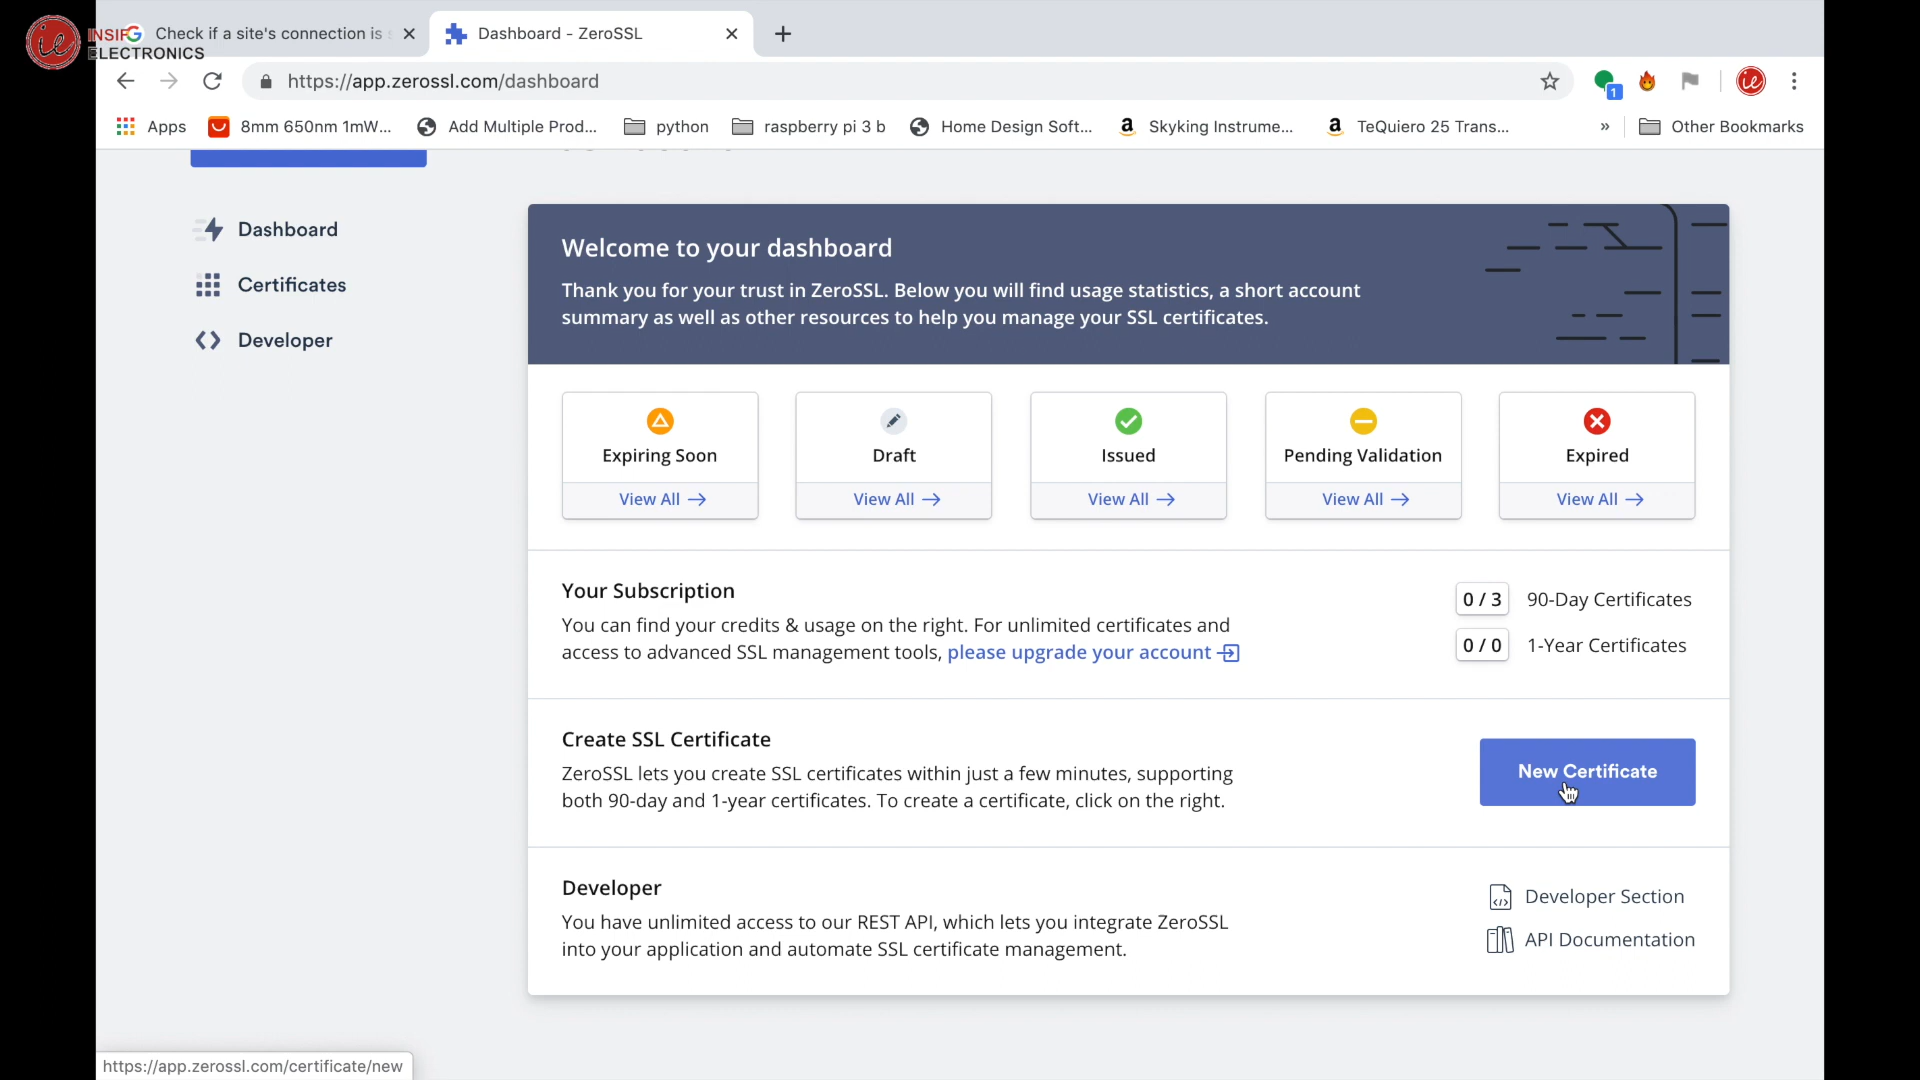 INSIF
ELECTRONICS
Check if a site's connection is
Dashboard - ZeroSSL
https://app.zerossl.com/dashboard
1
Apps
8mm 650nm 1mW...
Add Multiple Prod...
python
raspberry pi 3 b
Home Design Soft...
Skyking Instrume...
TeQuiero 25 Trans...
»
Other Bookmarks
Dashboard
Certificates
Developer
Welcome to your dashboard
Thank you for your trust in ZeroSSL. Below you will find usage statistics, a short account
summary as well as other resources to help you manage your SSL certificates.
Expiring Soon
View All
Draft
View All
Issued
View All
Pending Validation
View All
Expired
View All
Your Subscription
You can find your credits & usage on the right. For unlimited certificates and
access to advanced SSL management tools, please upgrade your account
0 / 3 90-Day Certificates
0 / 0 1-Year Certificates
Create SSL Certificate
ZeroSSL lets you create SSL certificates within just a few minutes, supporting
both 90-day and 1-year certificates. To create a certificate, click on the right.
New Certificate
Developer
You have unlimited access to our REST API, which lets you integrate ZeroSSL
into your application and automate SSL certificate management.
Developer Section
API Documentation
https://app.zerossl.com/certificate/new